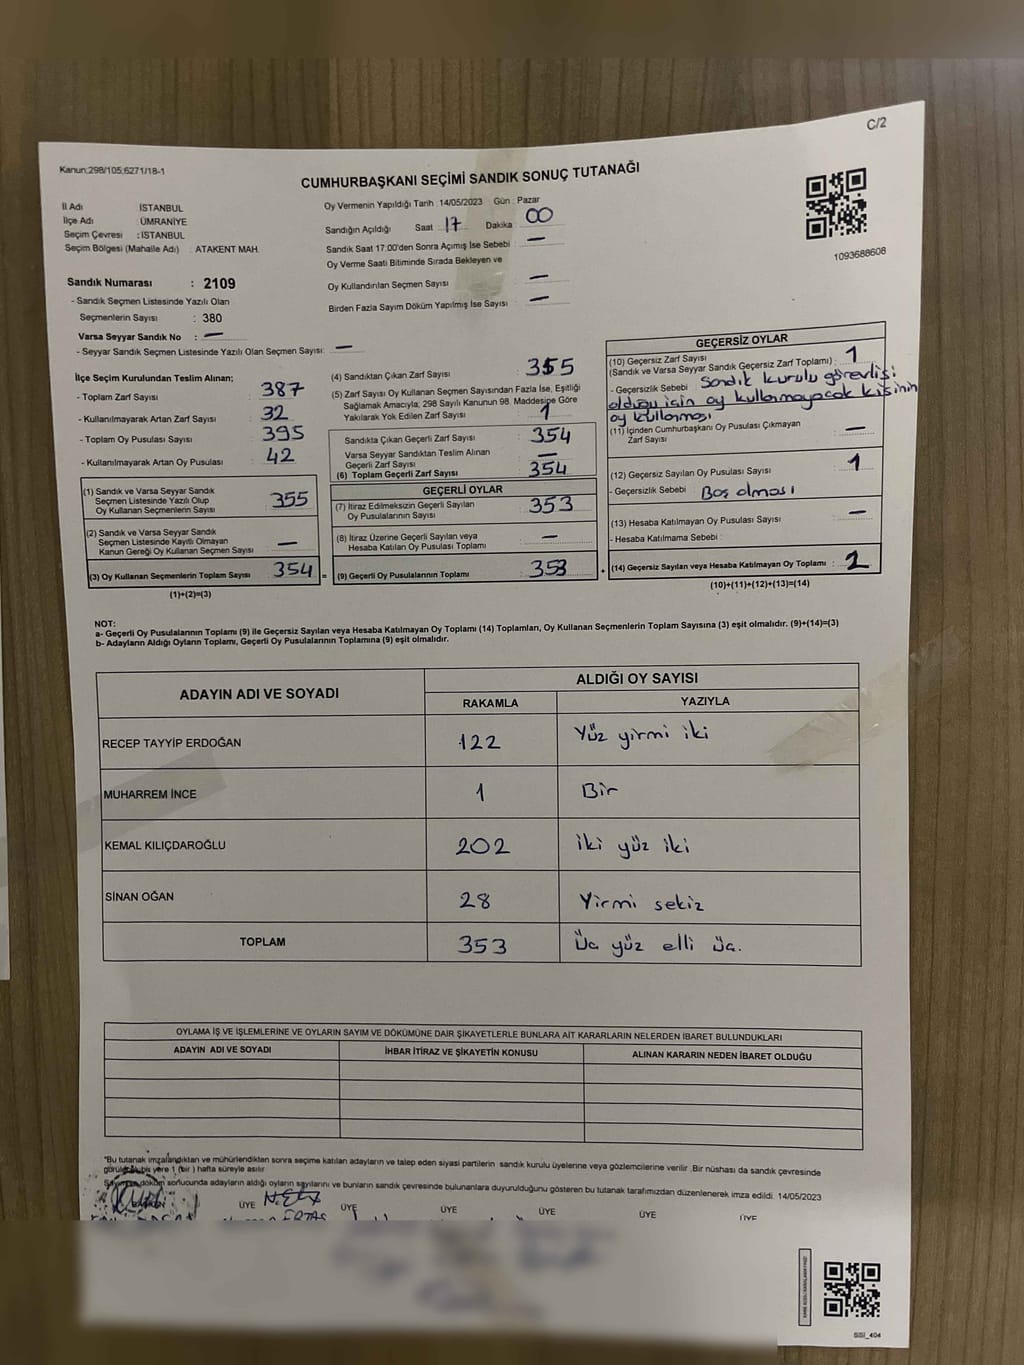 C/2
Kanun;298/105;6271/18-1
CUMHURBAŞKANI SEÇİMİ SANDIK SONUÇ TUTANAĞI
İl Adı : İSTANBUL
İlçe Adı : ÜMRANİYE
Seçim Çevresi : İSTANBUL
Seçim Bölgesi (Mahalle Adı) : ATAKENT MAH.
Oy Vermenin Yapıldığı Tarih : 14/05/2023 Gün : Pazar
Sandığın Açıldığı Saat : 17 Dakika : 00
Sandık Saat 17:00'den Sonra Açımış İse Sebebi : —
Oy Verme Saati Bitiminde Sırada Bekleyen ve
Oy Kullandırılan Seçmen Sayısı : —
Birden Fazla Sayım Döküm Yapılmış İse Sayısı : —
1093688608
Sandık Numarası : 2109
- Sandık Seçmen Listesinde Yazılı Olan
Seçmenlerin Sayısı : 380
Varsa Seyyar Sandık No : —
- Seyyar Sandık Seçmen Listesinde Yazılı Olan Seçmen Sayısı: —
İlçe Seçim Kurulundan Teslim Alınan;
- Toplam Zarf Sayısı : 387
- Kullanılmayarak Artan Zarf Sayısı : 32
- Toplam Oy Pusulası Sayısı : 395
- Kullanılmayarak Artan Oy Pusulası : 42
(1) Sandık ve Varsa Seyyar Sandık
Seçmen Listesinde Yazılı Olup
Oy Kullanan Seçmenlerin Sayısı : 355
(2) Sandık ve Varsa Seyyar Sandık
Seçmen Listesinde Kayıtlı Olmayan
Kanun Gereği Oy Kullanan Seçmen Sayısı : —
(3) Oy Kullanan Seçmenlerin Toplam Sayısı : 354
(1)+(2)=(3)
(4) Sandıktan Çıkan Zarf Sayısı : 355
(5) Zarf Sayısı Oy Kullanan Seçmen Sayısından Fazla İse, Eşitliği
Sağlamak Amacıyla; 298 Sayılı Kanunun 98. Maddesine Göre
Yakılarak Yok Edilen Zarf Sayısı : 1
Sandıkta Çıkan Geçerli Zarf Sayısı : 354
Varsa Seyyar Sandıktan Teslim Alınan
Geçerli Zarf Sayısı : —
(6) Toplam Geçerli Zarf Sayısı : 354
GEÇERLİ OYLAR
(7) İtiraz Edilmeksizin Geçerli Sayılan
Oy Pusulalarının Sayısı : 353
(8) İtiraz Üzerine Geçerli Sayılan veya
Hesaba Katılan Oy Pusulası Toplamı : —
= (9) Geçerli Oy Pusulalarının Toplamı : 353
GEÇERSİZ OYLAR
(10) Geçersiz Zarf Sayısı
(Sandık ve Varsa Seyyar Sandık Geçersiz Zarf Toplamı) : 1
- Geçersizlik Sebebi : Sandık kurulu görevlisi
olduğu için oy kullanmayacak kişinin
oy kullanması
(11) İçinden Cumhurbaşkanı Oy Pusulası Çıkmayan
Zarf Sayısı : —
(12) Geçersiz Sayılan Oy Pusulası Sayısı : 1
- Geçersizlik Sebebi : Boş olması
(13) Hesaba Katılmayan Oy Pusulası Sayısı : —
- Hesaba Katılmama Sebebi :
+ (14) Geçersiz Sayılan veya Hesaba Katılmayan Oy Toplamı :
(10)+(11)+(12)+(13)=(14)
NOT:
a- Geçerli Oy Pusulalarının Toplamı (9) ile Geçersiz Sayılan veya Hesaba Katılmayan Oy Toplamı (14) Toplamları, Oy Kullanan Seçmenlerin Toplam Sayısına (3) eşit olmalıdır. (9)+(14)=(3)
b- Adayların Aldığı Oyların Toplamı, Geçerli Oy Pusulalarının Toplamına (9) eşit olmalıdır.
ADAYIN ADI VE SOYADI ALDIĞI OY SAYISI
RAKAMLA YAZIYLA
RECEP TAYYİP ERDOĞAN 122 Yüz yirmi iki
MUHARREM İNCE 1 Bir
KEMAL KILIÇDAROĞLU 202 iki yüz iki
SİNAN OĞAN 28 Yirmi sekiz
TOPLAM 353 Üç yüz elli üç.
OYLAMA İŞ VE İŞLEMLERİNE VE OYLARIN SAYIM VE DÖKÜMÜNE DAİR ŞİKAYETLERLE BUNLARA AİT KARARLARIN NELERDEN İBARET BULUNDUKLARI
ADAYIN ADI VE SOYADI İHBAR İTİRAZ VE ŞİKAYETİN KONUSU ALINAN KARARIN NEDEN İBARET OLDUĞU
*Bu tutanak imzalandıktan ve mühürlendikten sonra seçime katılan adayların ve talep eden siyasi partilerin sandık kurulu üyelerine veya gözlemcilerine verilir .Bir nüshası da sandık çevresinde
görülebilir bir yere 1 (bir) hafta süreyle asılır
Sayım ve döküm sonucunda adayların aldığı oyların sayılarını ve bunların sandık çevresinde bulunanlara duyurulduğunu gösteren bu tutanak tarafımızdan düzenlenerek imza edildi. 14/05/2023
ÜYE ÜYE ÜYE ÜYE ÜYE ÜYE
SSİ_404